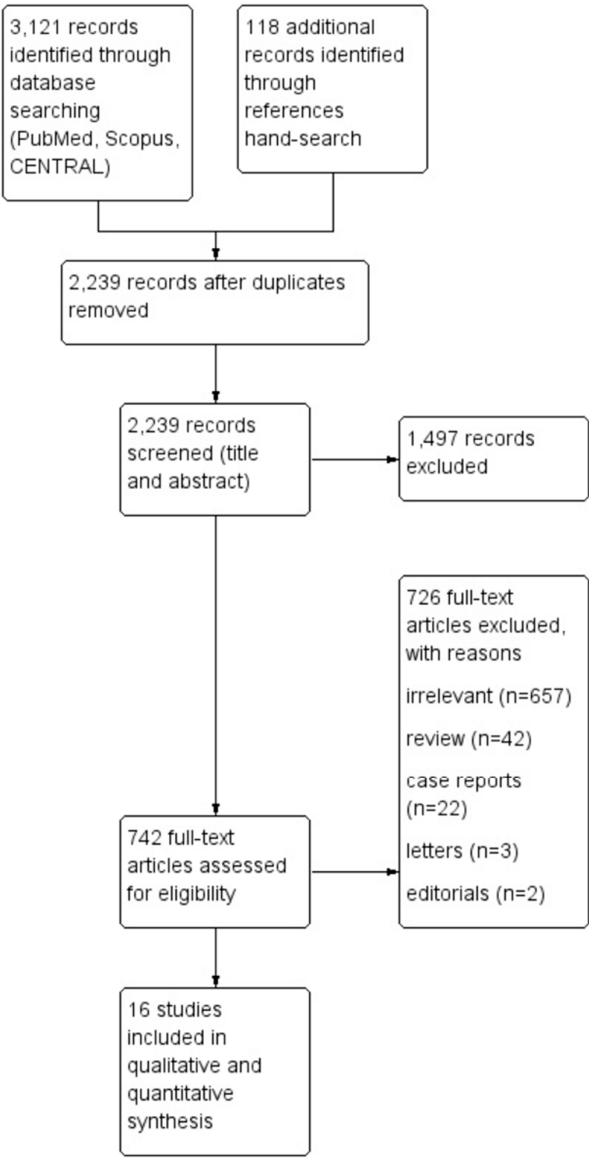 3,121 records
identified through
database
searching
(PubMed, Scopus,
CENTRAL)
118 additional
records identified
through
references
hand-search
2,239 records after duplicates
removed
2,239 records
screened (title
and abstract)
1,497 records
excluded
726 full-text
articles excluded,
with reasons
irrelevant (n=657)
review (n=42)
case reports
(n=22)
letters (n=3)
editorials (n=2)
742 full-text
articles assessed
for eligibility
16 studies
included in
qualitative and
quantitative
synthesis